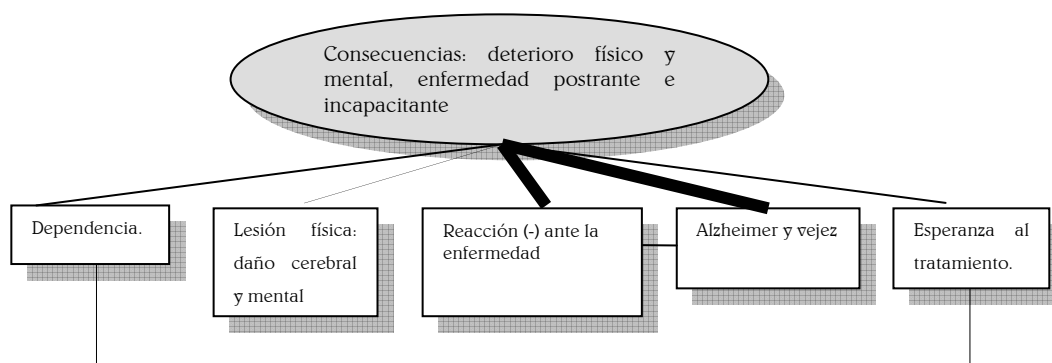 Consecuencias: deterioro físico y
mental, enfermedad postrante e
incapacitante
Dependencia.
Lesión física:
daño cerebral
y mental
Reacción (-) ante la
enfermedad
Alzheimer y vejez
Esperanza al
tratamiento.